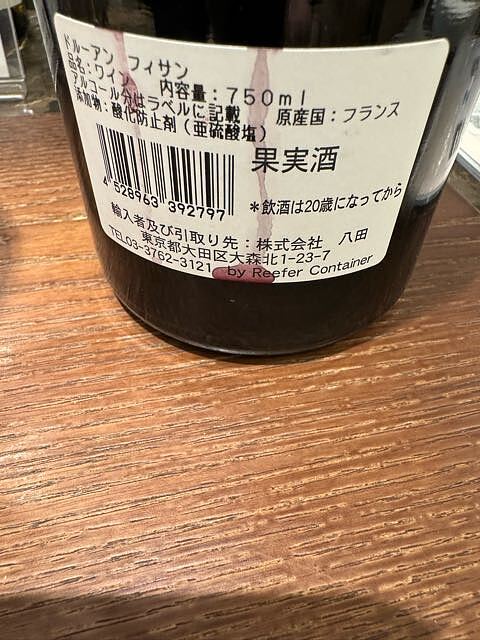 ドルーアン　フィサン
品名：ワイン　内容量：750ml
アルコール分はラベルに記載　原産国：フランス
添加物：酸化防止剤（亜硫酸塩）
果実酒
4 528963 392797
＊飲酒は20歳になってから
輸入者及び引取り先：株式会社　八田
東京都大田区大森北1-23-7
TEL03-3762-3121　by Reefer Container